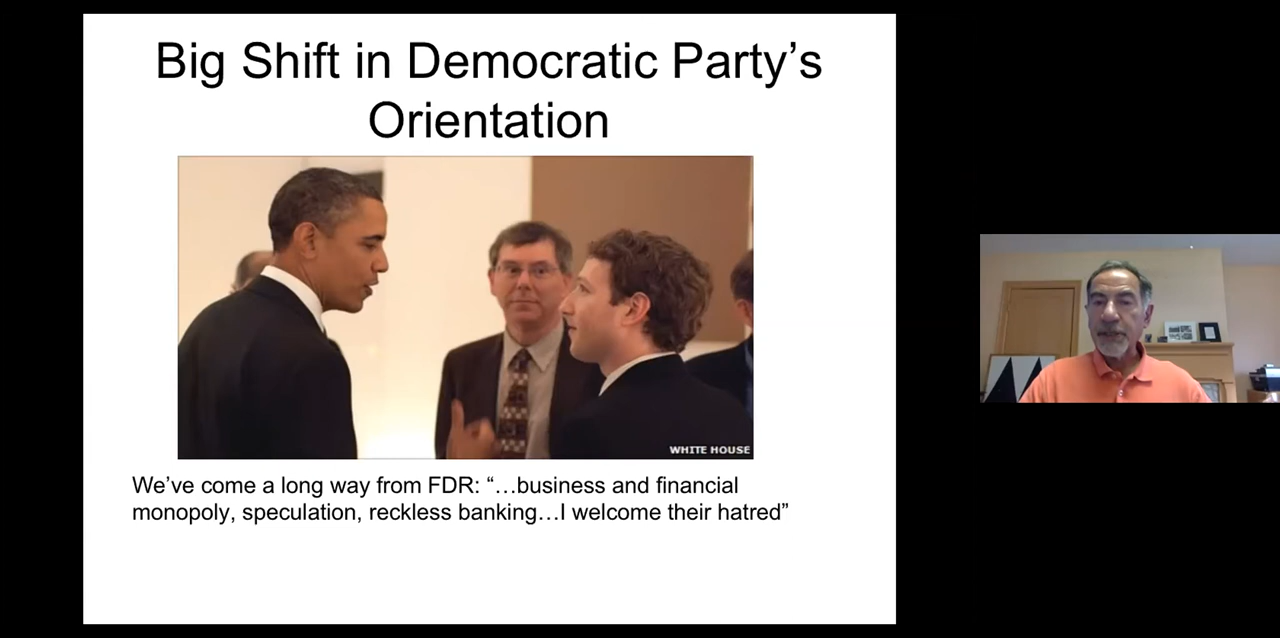 Big Shift in Democratic Party’s
Orientation
WHITE HOUSE
We’ve come a long way from FDR: “…business and financial
monopoly, speculation, reckless banking…I welcome their hatred”